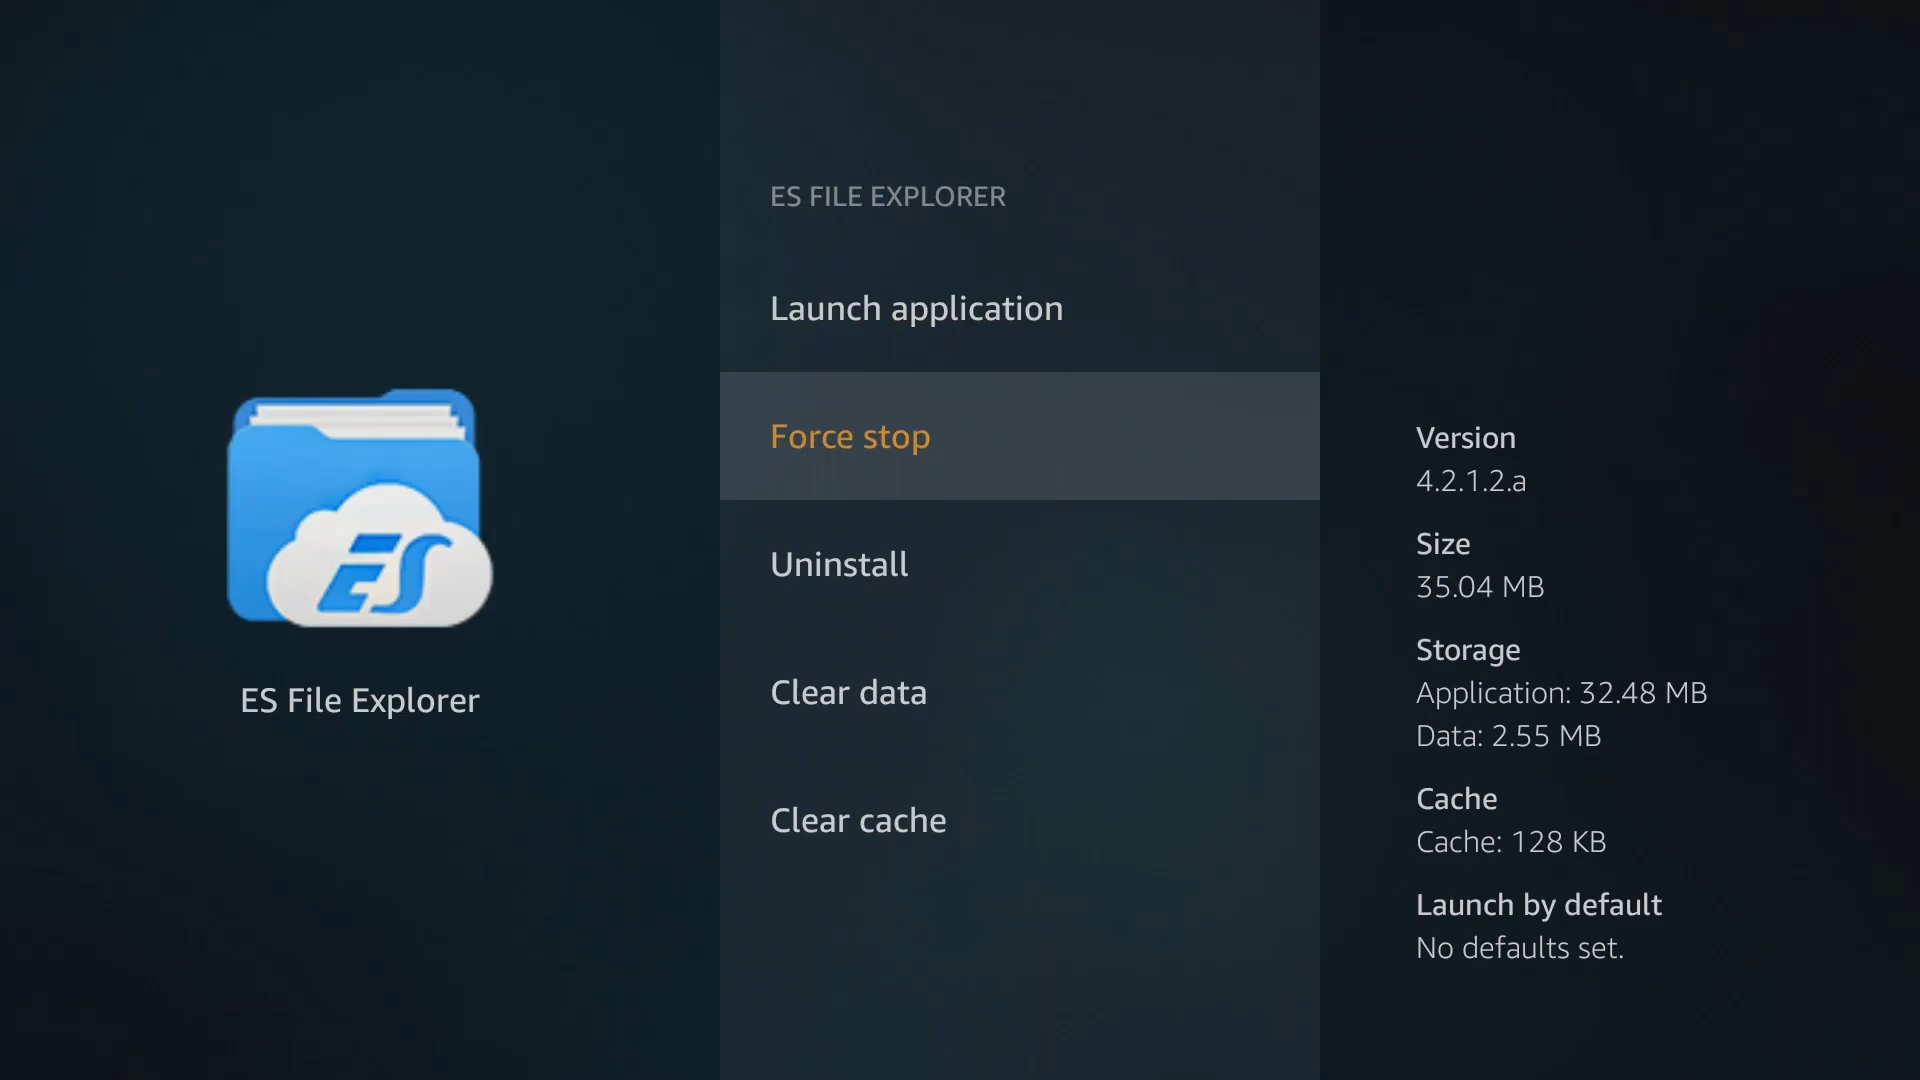 ES
ES File Explorer
ES FILE EXPLORER
Launch application
Force stop
Uninstall
Clear data
Clear cache
Version
4.2.1.2.a
Size
35.04 MB
Storage
Application: 32.48 MB
Data: 2.55 MB
Cache
Cache: 128 KB
Launch by default
No defaults set.